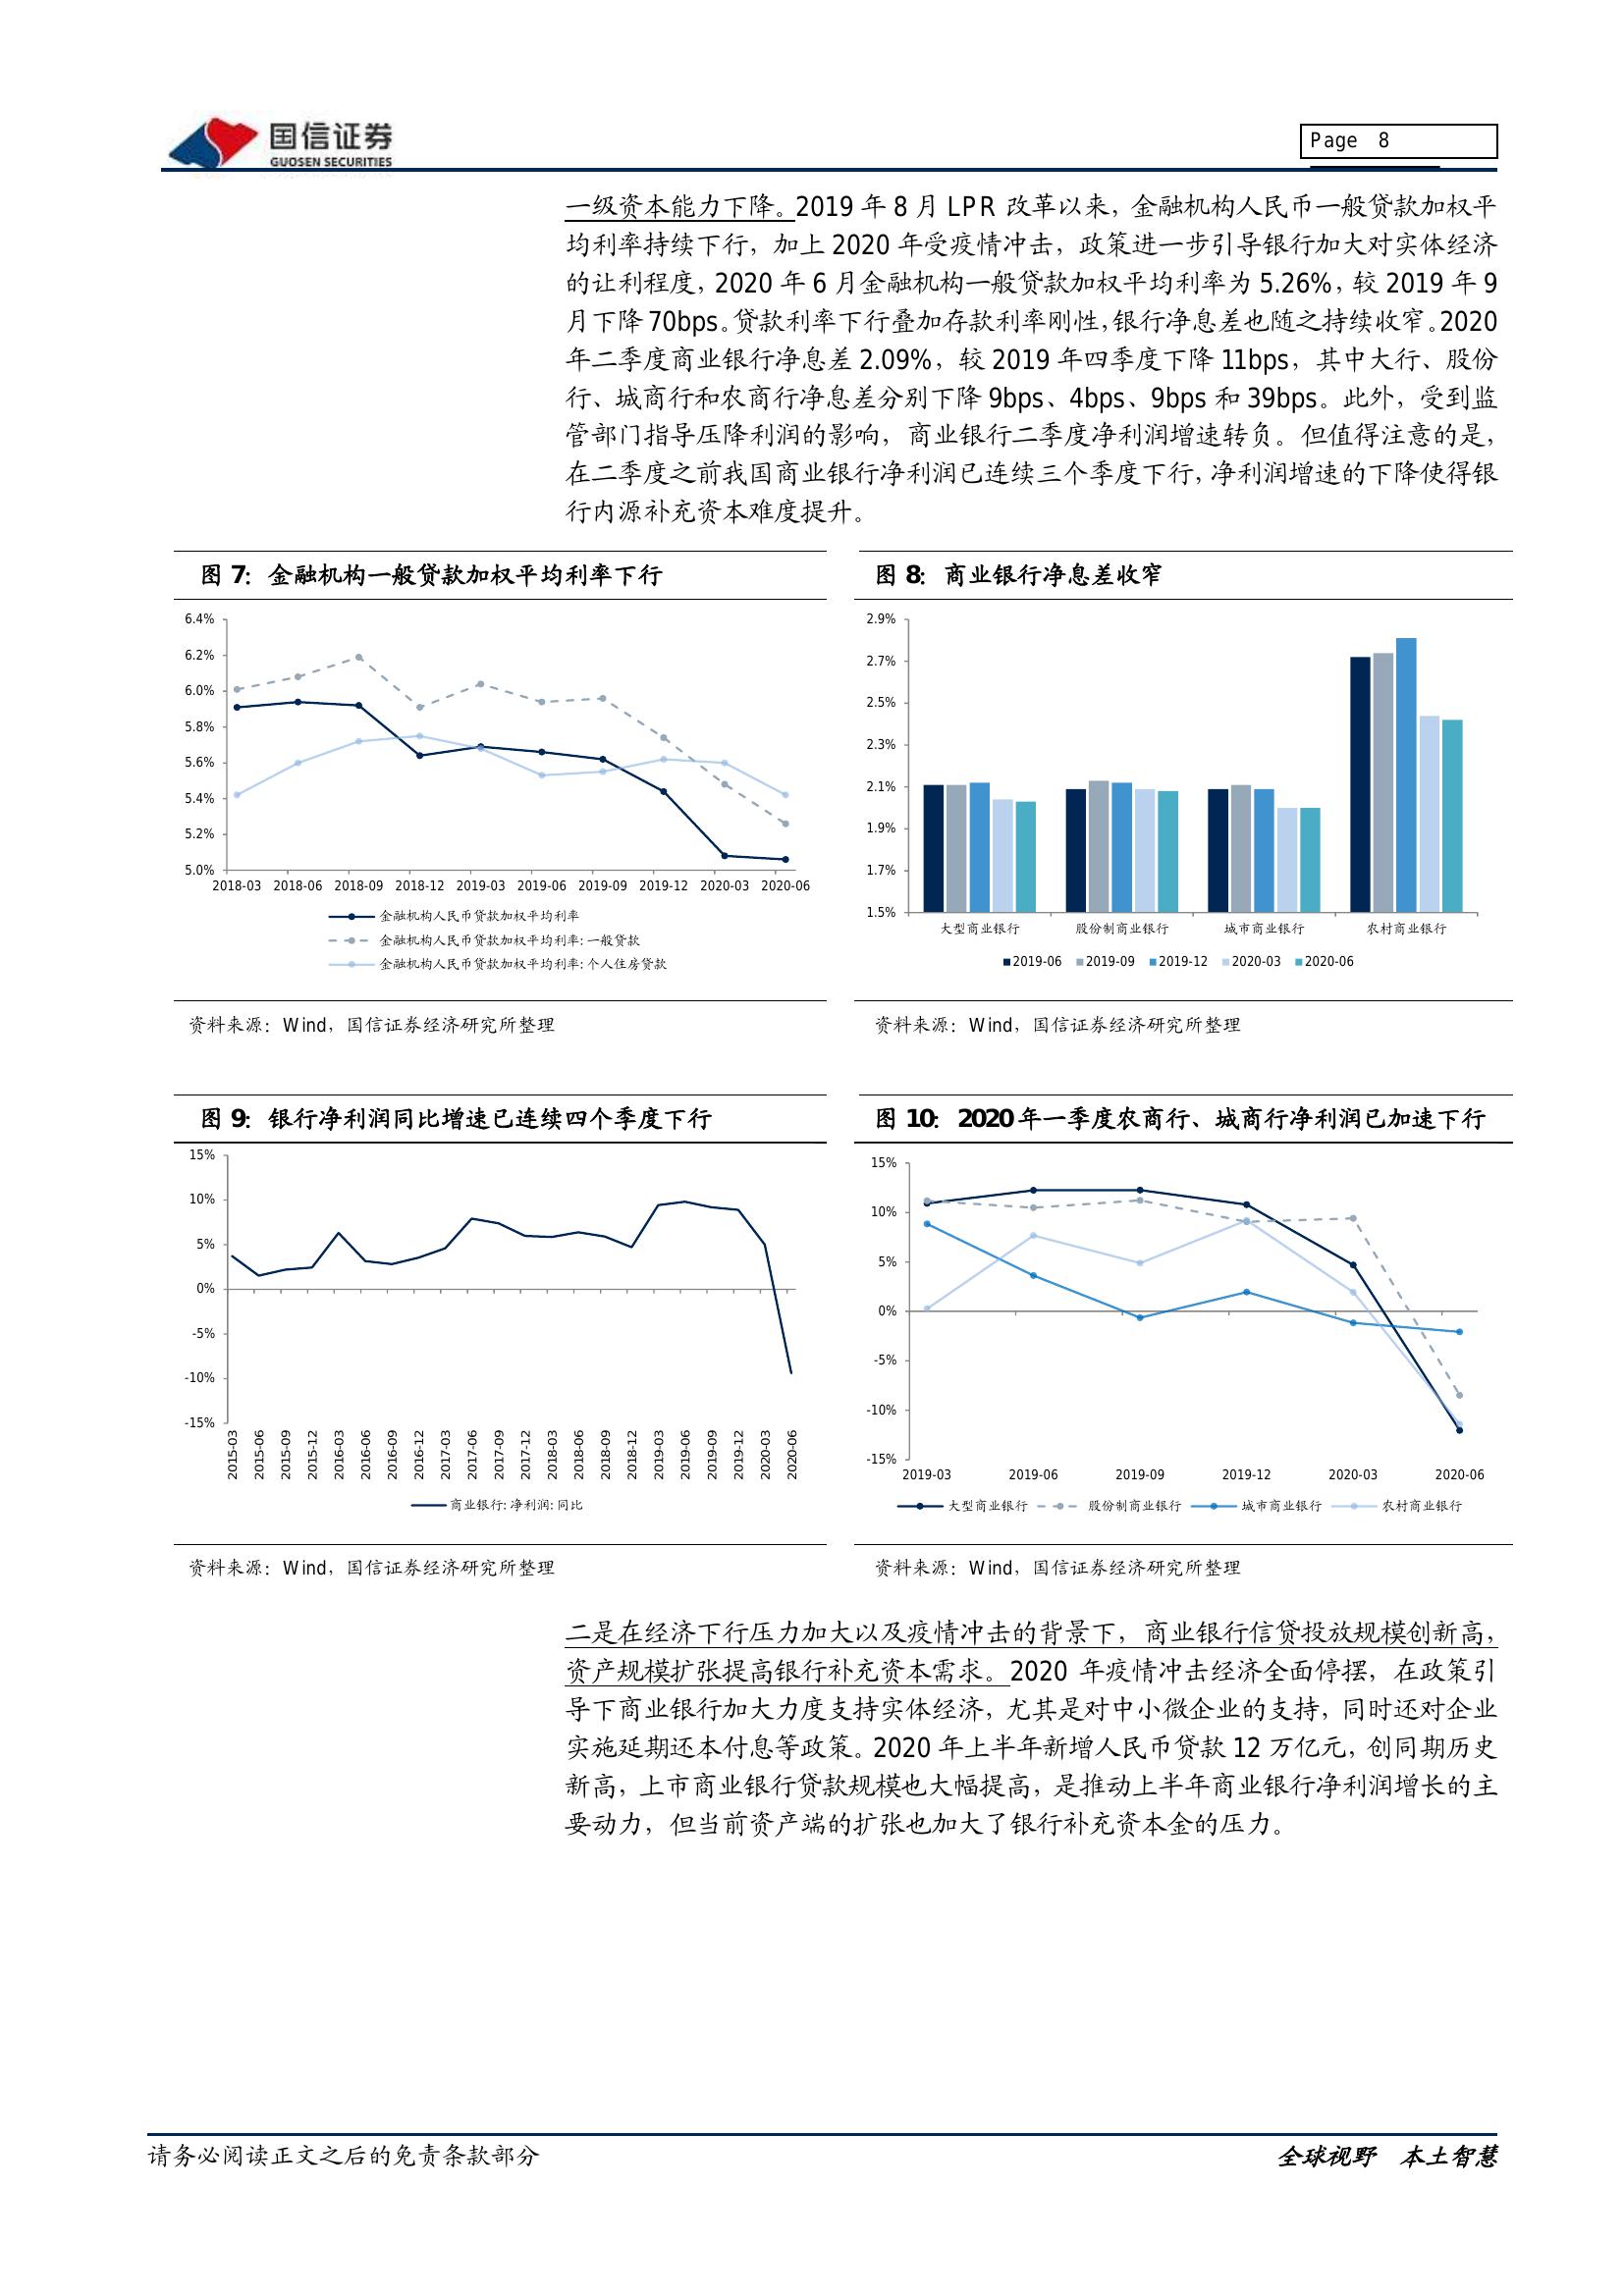 国信证券
GUOSEN SECURITIES
Page 8
一级资本能力下降。2019 年 8 月 LPR 改革以来，金融机构人民币一般贷款加权平
均利率持续下行，加上 2020 年受疫情冲击，政策进一步引导银行加大对实体经济
的让利程度，2020 年 6 月金融机构一般贷款加权平均利率为 5.26%，较 2019 年 9
月下降 70bps。贷款利率下行叠加存款利率刚性，银行净息差也随之持续收窄。2020
年二季度商业银行净息差 2.09%，较 2019 年四季度下降 11bps，其中大行、股份
行、城商行和农商行净息差分别下降 9bps、4bps、9bps 和 39bps。此外，受到监
管部门指导压降利润的影响，商业银行二季度净利润增速转负。但值得注意的是，
在二季度之前我国商业银行净利润已连续三个季度下行，净利润增速的下降使得银
行内源补充资本难度提升。
图 7：金融机构一般贷款加权平均利率下行
6.4%
6.2%
6.0%
5.8%
5.6%
5.4%
5.2%
5.0%
2018-03 2018-06 2018-09 2018-12 2019-03 2019-06 2019-09 2019-12 2020-03 2020-06
金融机构人民币贷款加权平均利率
金融机构人民币贷款加权平均利率:一般贷款
金融机构人民币贷款加权平均利率:个人住房贷款
资料来源：Wind，国信证券经济研究所整理
图 8：商业银行净息差收窄
2.9%
2.7%
2.5%
2.3%
2.1%
1.9%
1.7%
1.5%
大型商业银行 股份制商业银行 城市商业银行 农村商业银行
2019-06 2019-09 2019-12 2020-03 2020-06
资料来源：Wind，国信证券经济研究所整理
图 9：银行净利润同比增速已连续四个季度下行
15%
10%
5%
0%
-5%
-10%
-15%
2015-03 2015-06 2015-09 2015-12 2016-03 2016-06 2016-09 2016-12 2017-03 2017-06 2017-09 2017-12 2018-03 2018-06 2018-09 2018-12 2019-03 2019-06 2019-09 2019-12 2020-03 2020-06
商业银行:净利润:同比
资料来源：Wind，国信证券经济研究所整理
图 10：2020 年一季度农商行、城商行净利润已加速下行
15%
10%
5%
0%
-5%
-10%
-15%
2019-03 2019-06 2019-09 2019-12 2020-03 2020-06
大型商业银行 股份制商业银行 城市商业银行 农村商业银行
资料来源：Wind，国信证券经济研究所整理
二是在经济下行压力加大以及疫情冲击的背景下，商业银行信贷投放规模创新高，
资产规模扩张提高银行补充资本需求。2020 年疫情冲击经济全面停摆，在政策引
导下商业银行加大力度支持实体经济，尤其是对中小微企业的支持，同时还对企业
实施延期还本付息等政策。2020 年上半年新增人民币贷款 12 万亿元，创同期历史
新高，上市商业银行贷款规模也大幅提高，是推动上半年商业银行净利润增长的主
要动力，但当前资产端的扩张也加大了银行补充资本金的压力。
请务必阅读正文之后的免责条款部分
全球视野 本土智慧